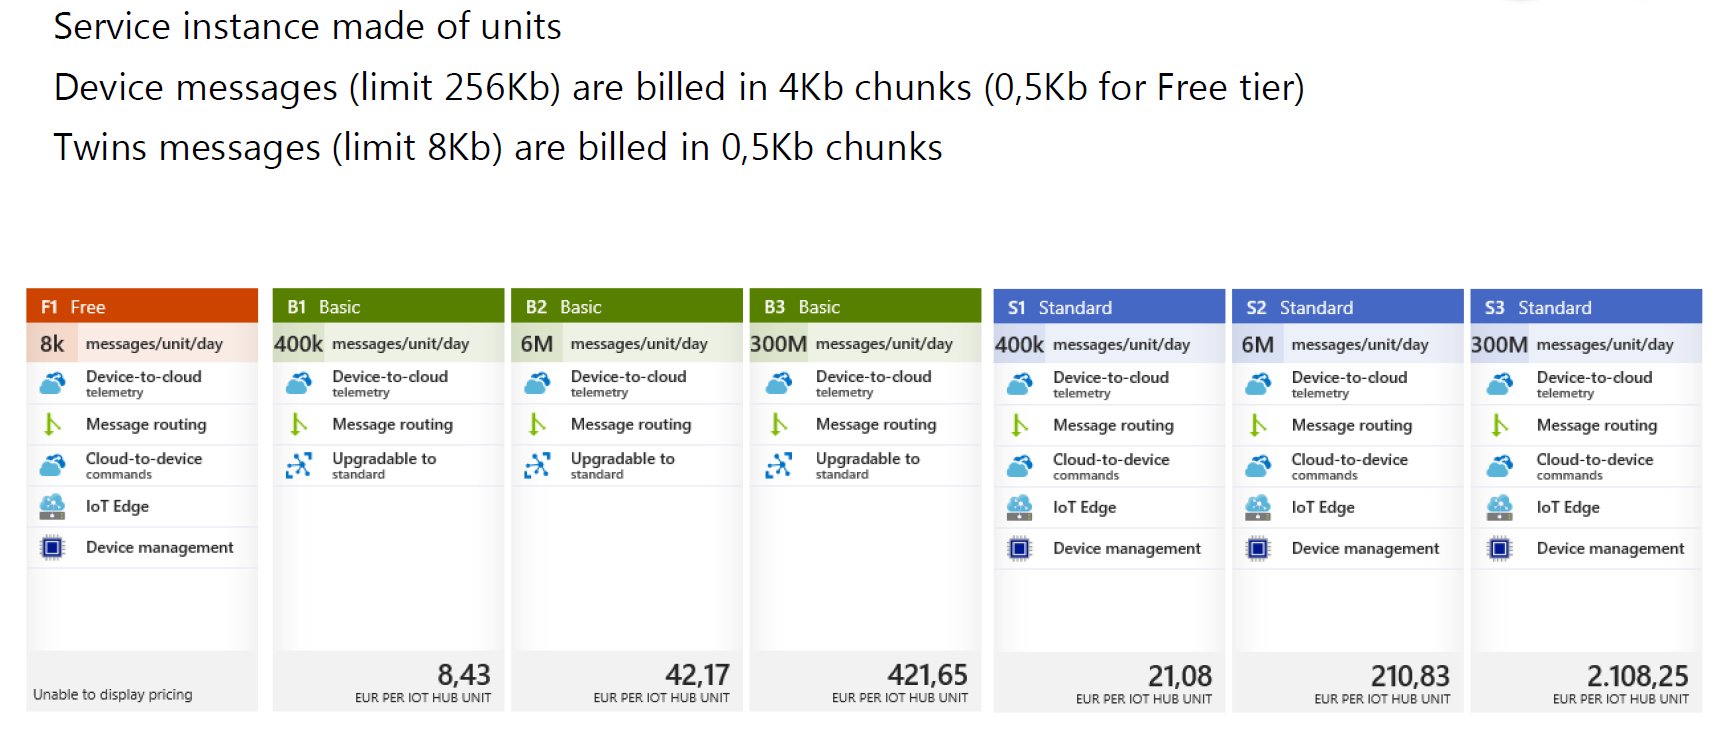 Service instance made of units
Device messages (limit 256Kb) are billed in 4Kb chunks (0,5Kb for Free tier)
Twins messages (limit 8Kb) are billed in 0,5Kb chunks
F1 Free
8k messages/unit/day
Device-to-cloud
telemetry
Message routing
Cloud-to-device
commands
IoT Edge
Device management
Unable to display pricing
B1 Basic
400k messages/unit/day
Device-to-cloud
telemetry
Message routing
Upgradable to
standard
8,43
EUR PER IOT HUB UNIT
B2 Basic
6M messages/unit/day
Device-to-cloud
telemetry
Message routing
Upgradable to
standard
42,17
EUR PER IOT HUB UNIT
B3 Basic
300M messages/unit/day
Device-to-cloud
telemetry
Message routing
Upgradable to
standard
421,65
EUR PER IOT HUB UNIT
S1 Standard
400k messages/unit/day
Device-to-cloud
telemetry
Message routing
Cloud-to-device
commands
IoT Edge
Device management
21,08
EUR PER IOT HUB UNIT
S2 Standard
6M messages/unit/day
Device-to-cloud
telemetry
Message routing
Cloud-to-device
commands
IoT Edge
Device management
210,83
EUR PER IOT HUB UNIT
S3 Standard
300M messages/unit/day
Device-to-cloud
telemetry
Message routing
Cloud-to-device
commands
IoT Edge
Device management
2.108,25
EUR PER IOT HUB UNIT